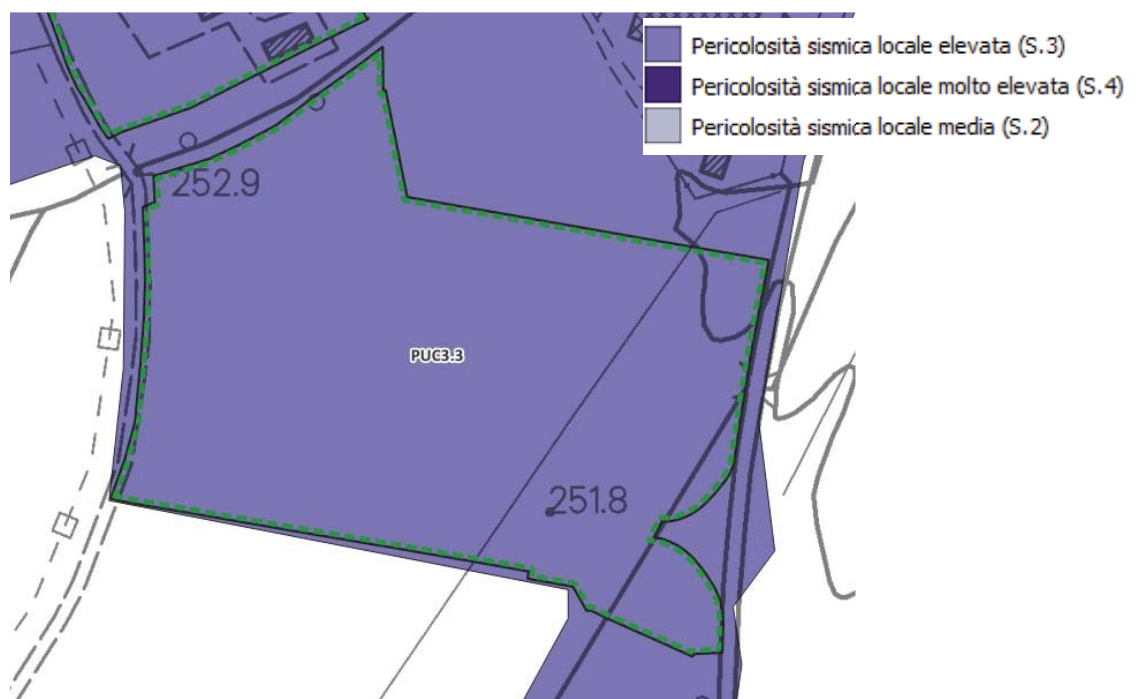 Pericolosità sismica locale elevata (S.3)
Pericolosità sismica locale molto elevata (S.4)
Pericolosità sismica locale media (S.2)
252.9
PUC3.3
251.8